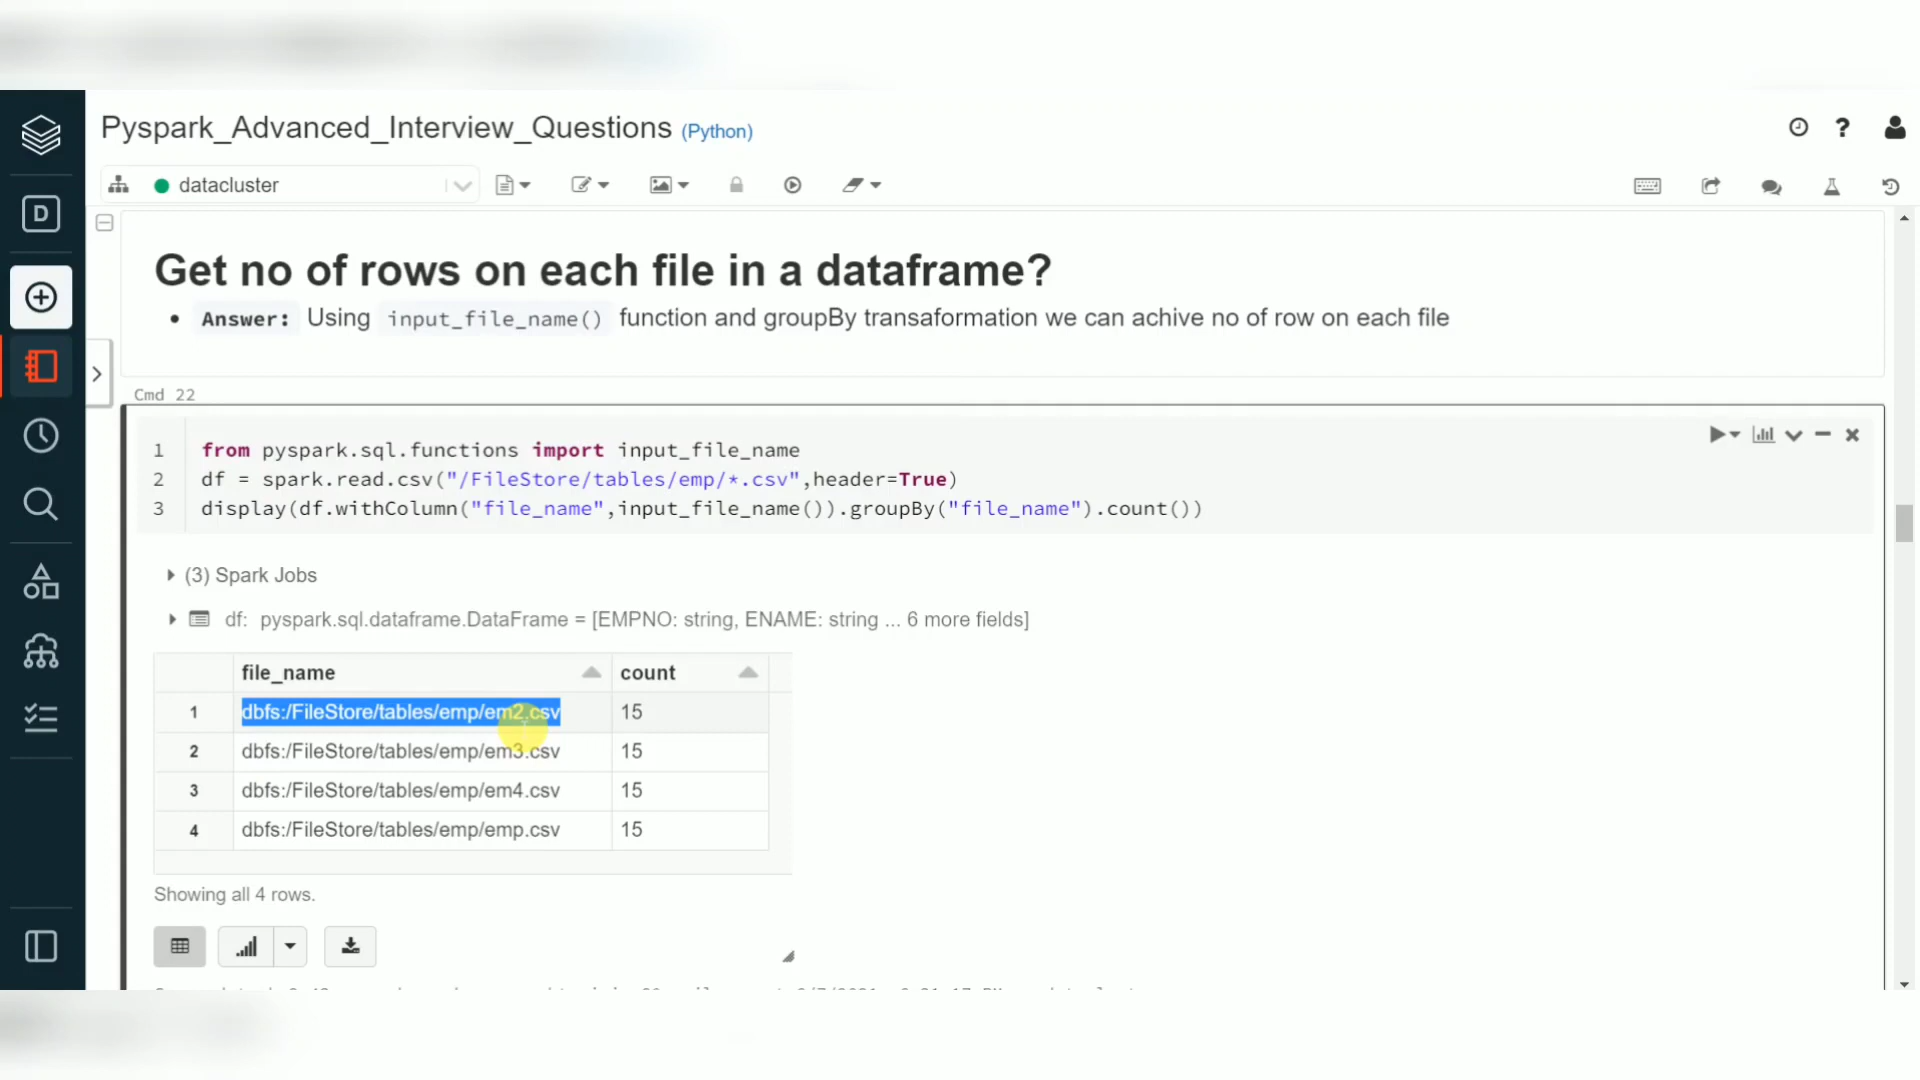 Pyspark_Advanced_Interview_Questions (Python)
?
datacluster
D
Get no of rows on each file in a dataframe?
• Answer: Using input_file_name() function and groupBy transaformation we can achive no of row on each file
Cmd 22
1 from pyspark.sql.functions import input_file_name
2 df = spark.read.csv("/FileStore/tables/emp/*.csv",header=True)
3 display(df.withColumn("file_name",input_file_name()).groupBy("file_name").count())
(3) Spark Jobs
df: pyspark.sql.dataframe.DataFrame = [EMPNO: string, ENAME: string ... 6 more fields]
file_name count
1 dbfs:/FileStore/tables/emp/em2.csv 15
2 dbfs:/FileStore/tables/emp/em3.csv 15
3 dbfs:/FileStore/tables/emp/em4.csv 15
4 dbfs:/FileStore/tables/emp/emp.csv 15
Showing all 4 rows.